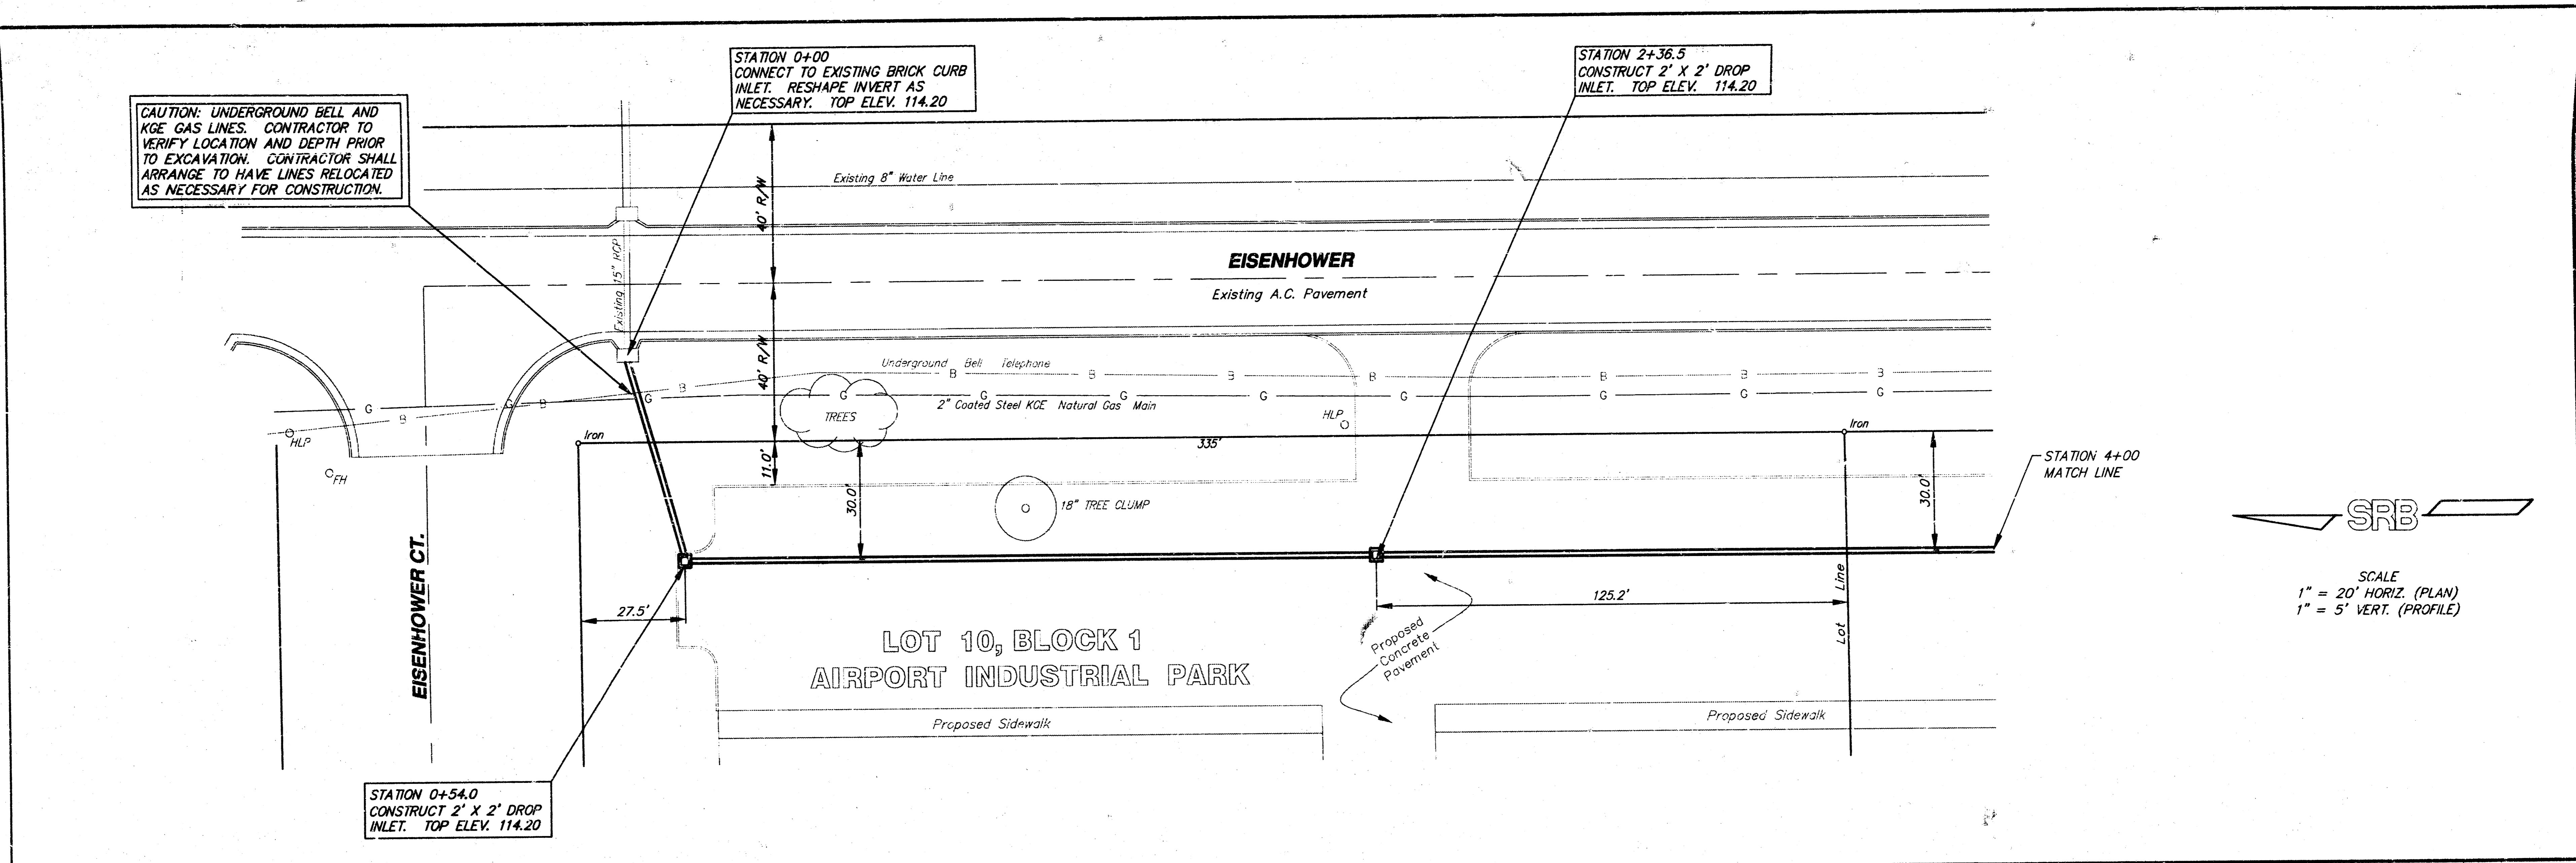 STATION 0+00
CONNECT TO EXISTING BRICK CURB
INLET. RESHAPE INVERT AS
NECESSARY. TOP ELEV. 114.20
STATION 2+36.5
CONSTRUCT 2' X 2' DROP
INLET. TOP ELEV. 114.20
CAUTION: UNDERGROUND BELL AND
KGE GAS LINES. CONTRACTOR TO
VERIFY LOCATION AND DEPTH PRIOR
TO EXCAVATION. CONTRACTOR SHALL
ARRANGE TO HAVE LINES RELOCATED
AS NECESSARY FOR CONSTRUCTION.
40' R/W
Existing 8" Water Line
Existing 15" RCP
EISENHOWER
Existing A.C. Pavement
40' R/W
Underground Bell Telephone
B B B B B B B B B
G G G G G G G G G G
2" Coated Steel KGE Natural Gas Main
TREES
HLP
HLP
FH
Iron
335'
Iron
11.0'
30.0'
30.0'
18" TREE CLUMP
STATION 4+00
MATCH LINE
SRB
SCALE
1" = 20' HORIZ. (PLAN)
1" = 5' VERT. (PROFILE)
EISENHOWER CT.
27.5'
125.2'
Lot Line
LOT 10, BLOCK 1
AIRPORT INDUSTRIAL PARK
Proposed
Concrete
Pavement
Proposed Sidewalk
Proposed Sidewalk
STATION 0+54.0
CONSTRUCT 2' X 2' DROP
INLET. TOP ELEV. 114.20